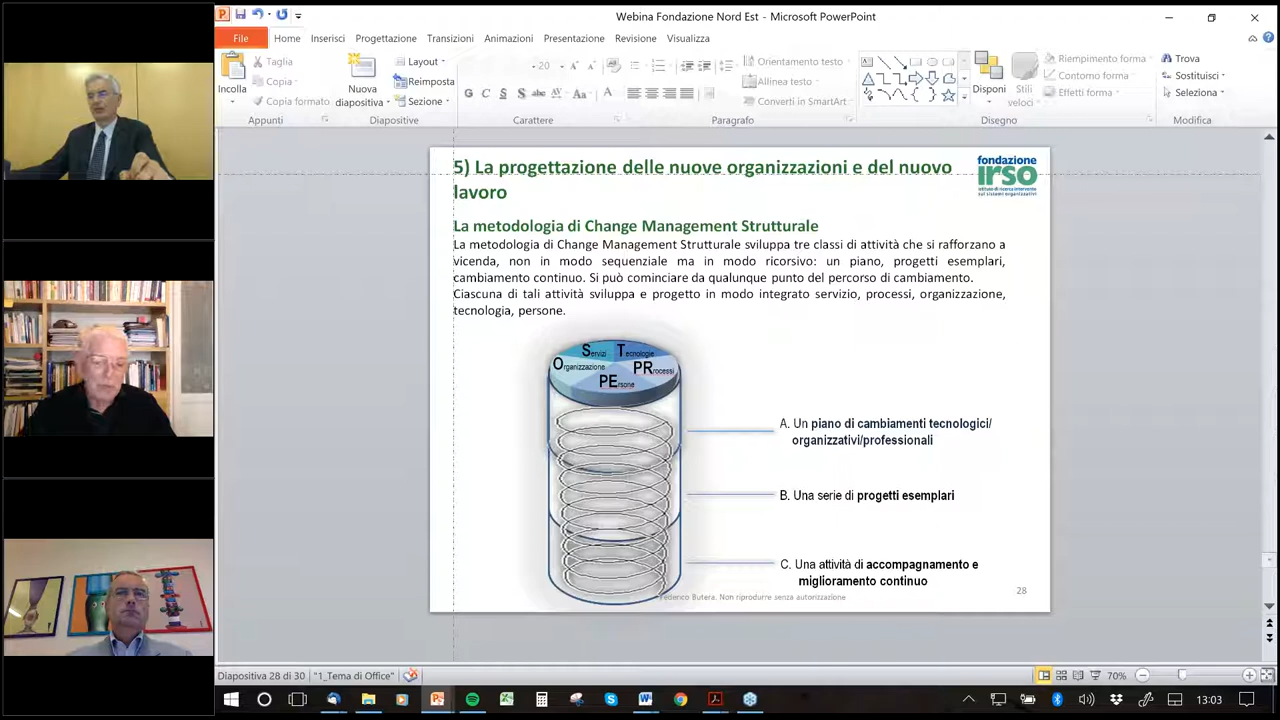 Webina Fondazione Nord Est - Microsoft PowerPoint
File Home Inserisci Progettazione Transizioni Animazioni Presentazione Revisione Visualizza
Incolla
Taglia
Copia
Copia formato
Appunti
Nuova
diapositiva
Layout
Reimposta
Sezione
Diapositive
20
Carattere
Paragrafo
Orientamento testo
Allinea testo
Converti in SmartArt
Disponi
Stili
veloci
Riempimento forma
Contorno forma
Effetti forma
Disegno
Trova
Sostituisci
Seleziona
Modifica
5) La progettazione delle nuove organizzazioni e del nuovo
lavoro
fondazione
IRSO
istituto di ricerca intervento
sui sistemi organizzativi
La metodologia di Change Management Strutturale
La metodologia di Change Management Strutturale sviluppa tre classi di attività che si rafforzano a
vicenda, non in modo sequenziale ma in modo ricorsivo: un piano, progetti esemplari,
cambiamento continuo. Si può cominciare da qualunque punto del percorso di cambiamento.
Ciascuna di tali attività sviluppa e progetto in modo integrato servizio, processi, organizzazione,
tecnologia, persone.
Servizi
Tecnologie
Organizzazione
PRocessi
PErsone
A. Un piano di cambiamenti tecnologici/
organizzativi/professionali
B. Una serie di progetti esemplari
C. Una attività di accompagnamento e
miglioramento continuo
28
Federico Butera. Non riprodurre senza autorizzazione
Diapositiva 28 di 30 "1_Tema di Office" 70%
13:03